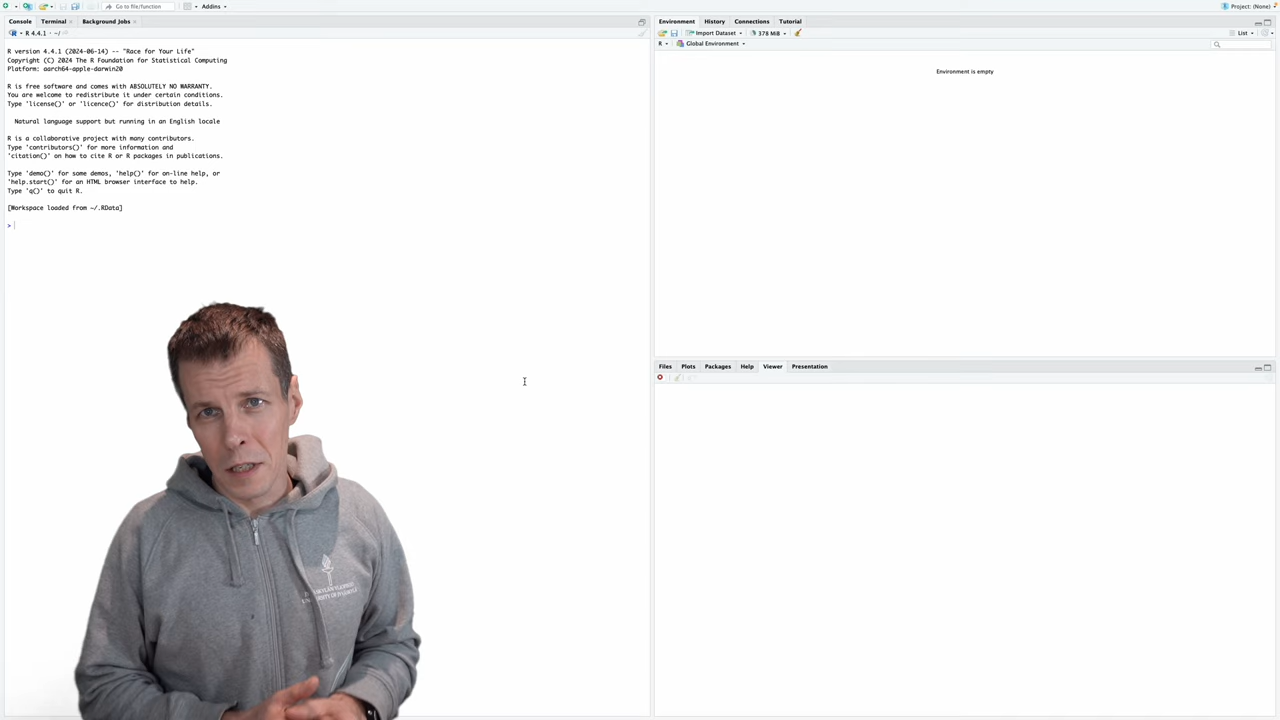 Go to file/function
Addins
Project: (None)
Console
Terminal
Background Jobs
R 4.4.1 · ~/
R version 4.4.1 (2024-06-14) -- "Race for Your Life"
Copyright (C) 2024 The R Foundation for Statistical Computing
Platform: aarch64-apple-darwin20
R is free software and comes with ABSOLUTELY NO WARRANTY.
You are welcome to redistribute it under certain conditions.
Type 'license()' or 'licence()' for distribution details.
Natural language support but running in an English locale
R is a collaborative project with many contributors.
Type 'contributors()' for more information and
'citation()' on how to cite R or R packages in publications.
Type 'demo()' for some demos, 'help()' for on-line help, or
'help.start()' for an HTML browser interface to help.
Type 'q()' to quit R.
[Workspace loaded from ~/.RData]
>
Environment
History
Connections
Tutorial
Import Dataset
378 MiB
List
R
Global Environment
Environment is empty
Files
Plots
Packages
Help
Viewer
Presentation
UNIVERSITY OF JYVÄSKYLÄ